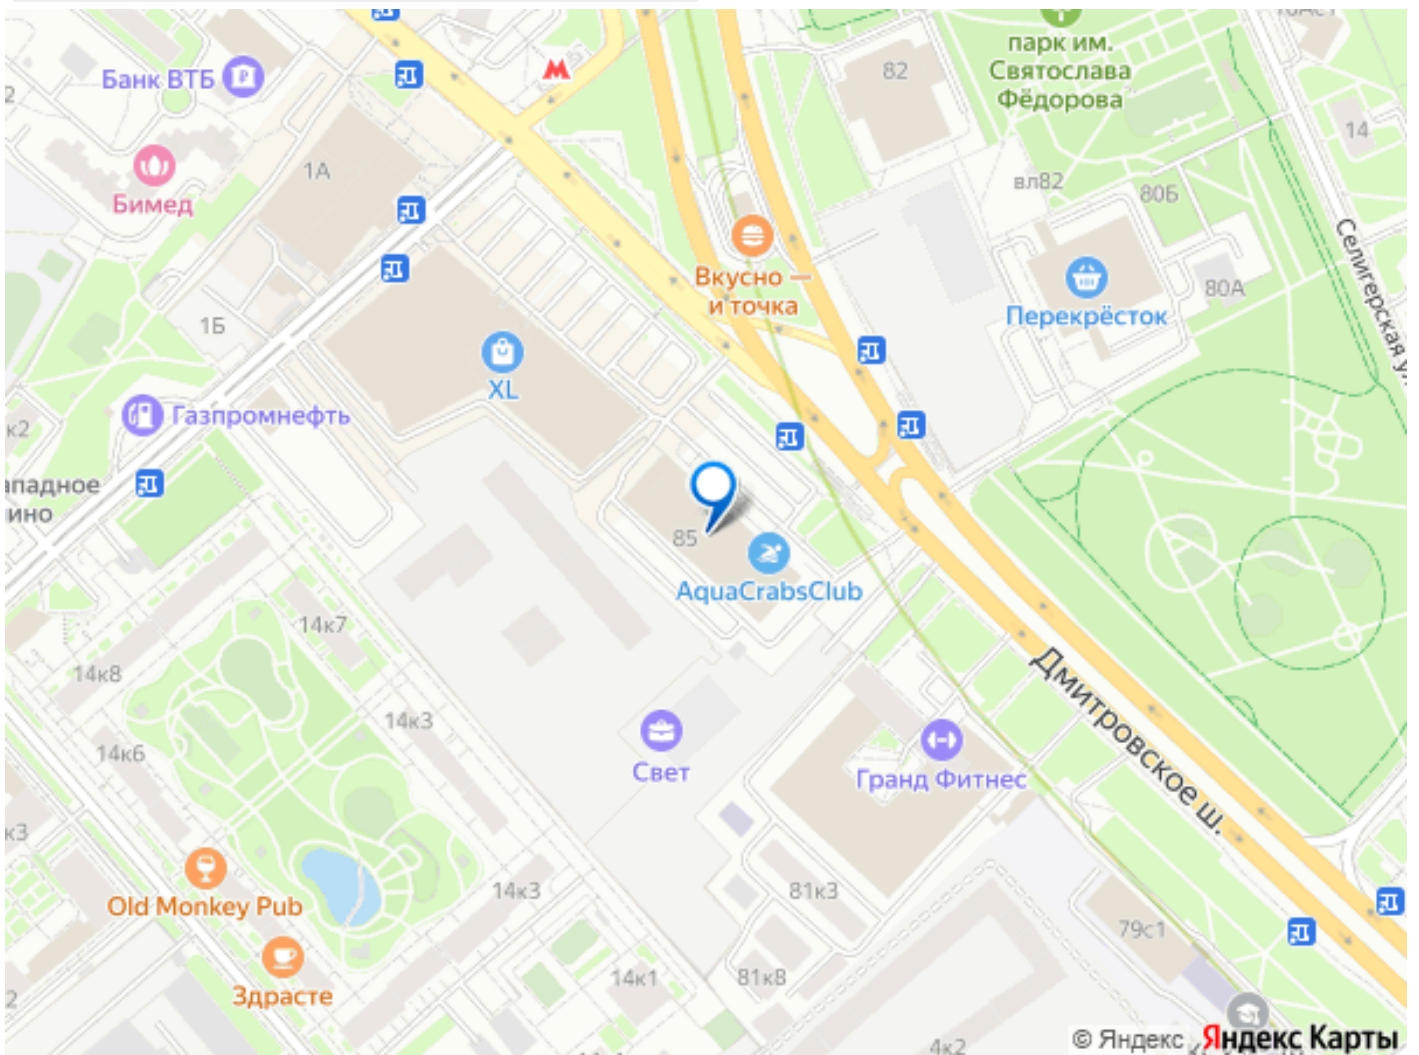 парк им.
Святослава
Фёдорова
82
14
Банк ВТБ
1А
Бимед
вл82
80Б
Селигерская ул
Вкусно —
и точка
80А
Перекрёсток
1Б
XL
Газпромнефть
к2
ападное
ино
85
AquaCrabsClub
14к7
14к8
14к3
14к6
Дмитровское ш.
Свет
Гранд Фитнес
к3
14к3
81к3
Old Monkey Pub
79с1
14к1
81к8
Здрасте
4к2
© Яндекс Яндекс Карты